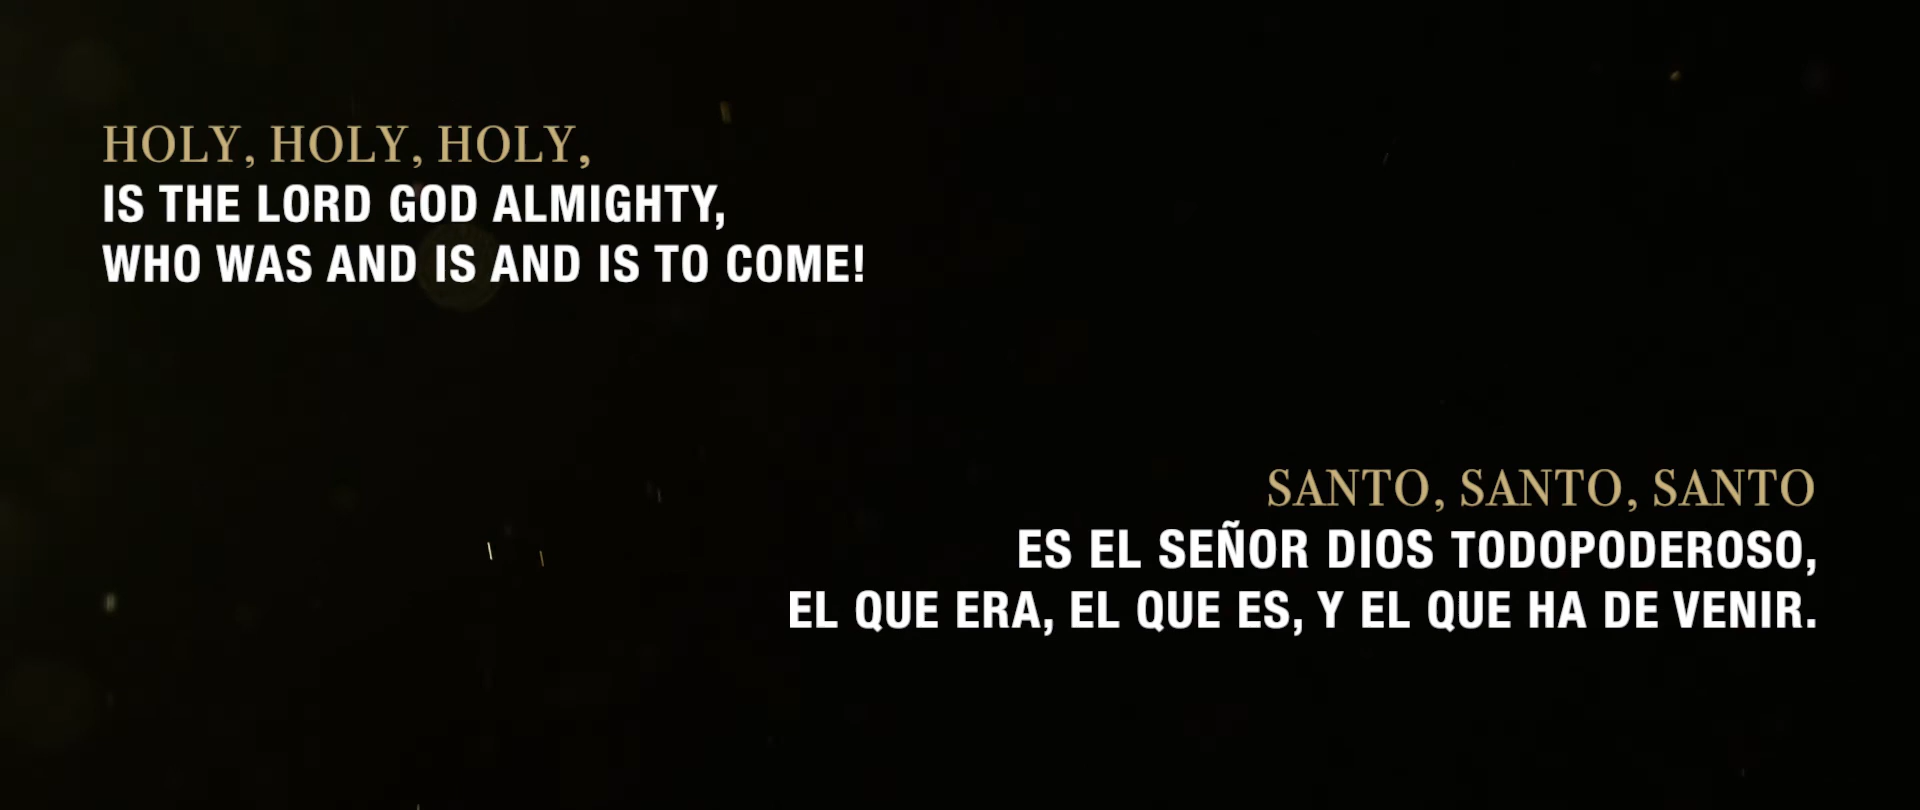 HOLY, HOLY, HOLY,
IS THE LORD GOD ALMIGHTY,
WHO WAS AND IS AND IS TO COME!
SANTO, SANTO, SANTO
ES EL SEÑOR DIOS TODOPODEROSO,
EL QUE ERA, EL QUE ES, Y EL QUE HA DE VENIR.